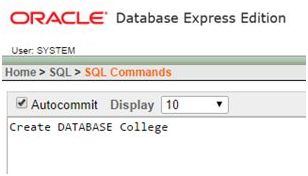 ORACLE® Database Express Edition
User: SYSTEM
Home > SQL > SQL Commands
Autocommit Display 10
Create DATABASE College